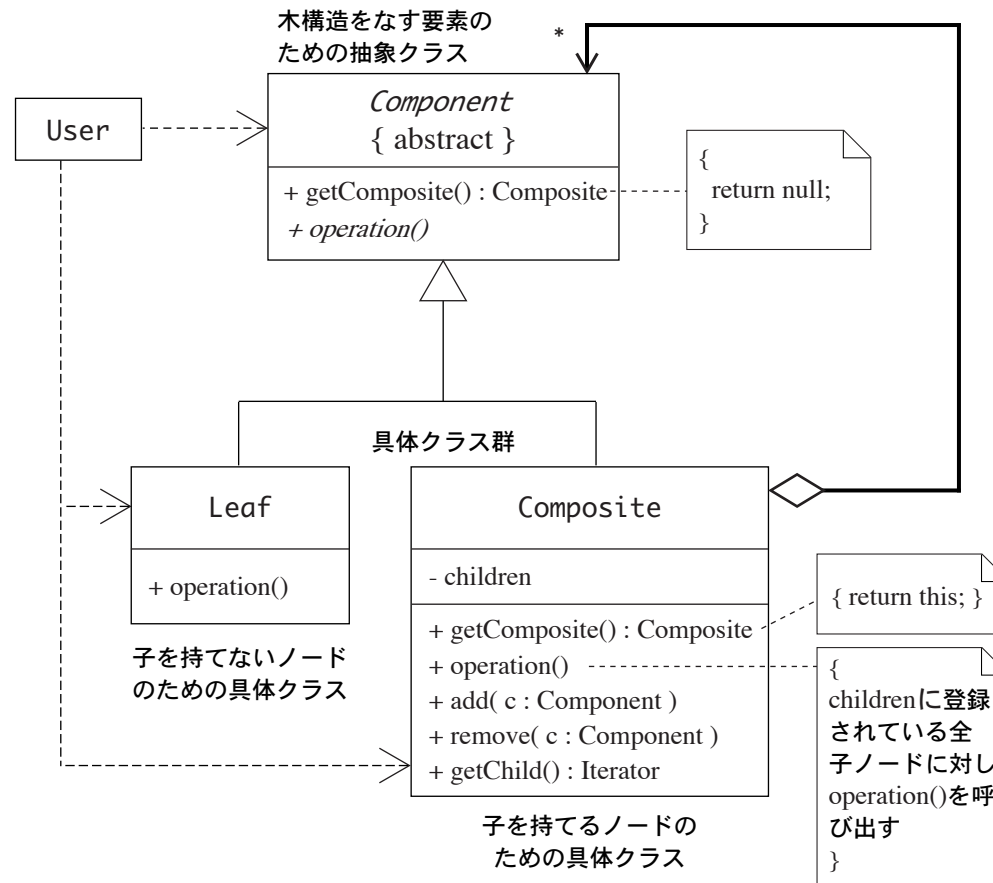 木構造をなす要素の
ための抽象クラス
*
User
Component
{ abstract }
+ getComposite() : Composite
+ operation()
{
return null;
}
具体クラス群
Leaf
+ operation()
子を持てないノード
のための具体クラス
Composite
- children
+ getComposite() : Composite
+ operation()
+ add( c : Component )
+ remove( c : Component )
+ getChild() : Iterator
子を持てるノードの
ための具体クラス
{ return this; }
{
childrenに登録
されている全
子ノードに対し
operation()を呼
び出す
}